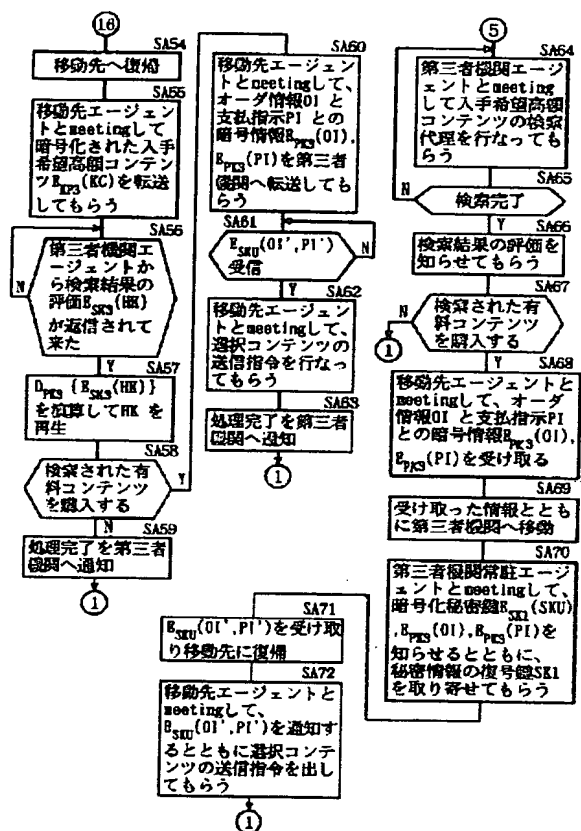 16
SA54
移動先へ復帰
SA55
移動先エージェン
トとmeetingして
暗号化された入手
希望高額コンテン
ツE_KP3(KC)を転送
してもらう
SA56
第三者機関エ
ージェントか
ら検索結果の
評価E_SK3(HK)
が返信されて
来た
N
Y
SA57
D_PK3{E_SK3(HK)}
を演算してHKを
再生
SA58
検索された有
料コンテンツ
を購入する
Y
N
SA59
処理完了を第三者
機関へ通知
1
SA60
移動先エージェン
トとmeetingして、
オーダ情報OIと
支払指示PIとの
暗号情報E_PK3(OI),
E_PK3(PI)を第三者
機関へ転送しても
らう
SA61
E_SKU(OI',PI')
受信
N
Y
SA62
移動先エージェン
トとmeetingして、
選択コンテンツの
送信指令を行なっ
てもらう
SA63
処理完了を第三者
機関へ通知
1
5
SA64
第三者機関エージ
ェントとmeeting
して入手希望高額
コンテンツの検索
代理を行なっても
らう
SA65
検索完了
N
Y
SA66
検索結果の評価を
知らせてもらう
SA67
検索された有
料コンテンツ
を購入する
N
1
Y
SA68
移動先エージェントと
meetingして、オーダ
情報OIと支払指示PI
との暗号情報E_PK3(OI),
E_PK3(PI)を受け取る
SA69
受け取った情報ととも
に第三者機関へ移動
SA70
第三者機関常駐エージェ
ントとmeetingして、
暗号化秘密鍵E_SK1(SKU)
,E_PK3(OI),E_PK3(PI)を
知らせるとともに、
秘密情報の復号鍵SK1
を取り寄せてもらう
SA71
E_SKU(OI',PI')を受け取
り移動先に復帰
SA72
移動先エージェントと
meetingして、
E_SKU(OI',PI')を通知す
るとともに選択コンテン
ツの送信指令を出して
もらう
1